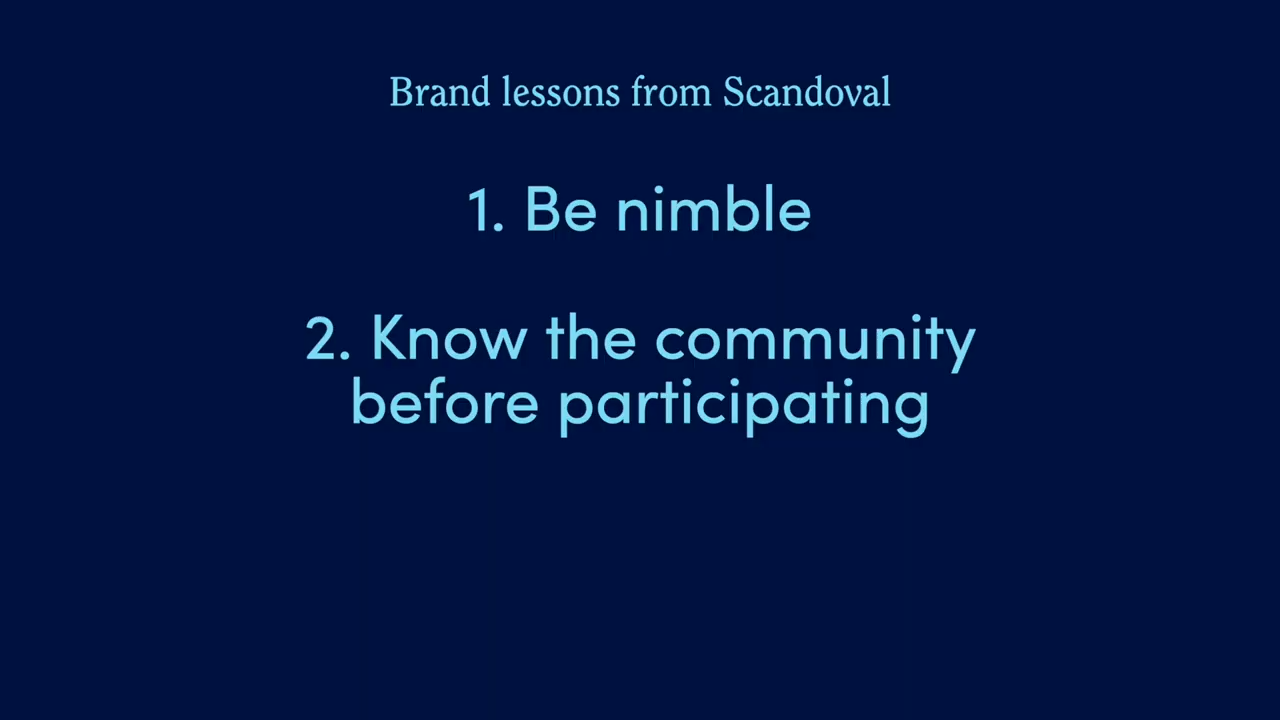 Brand lessons from Scandoval
1. Be nimble
2. Know the community
before participating